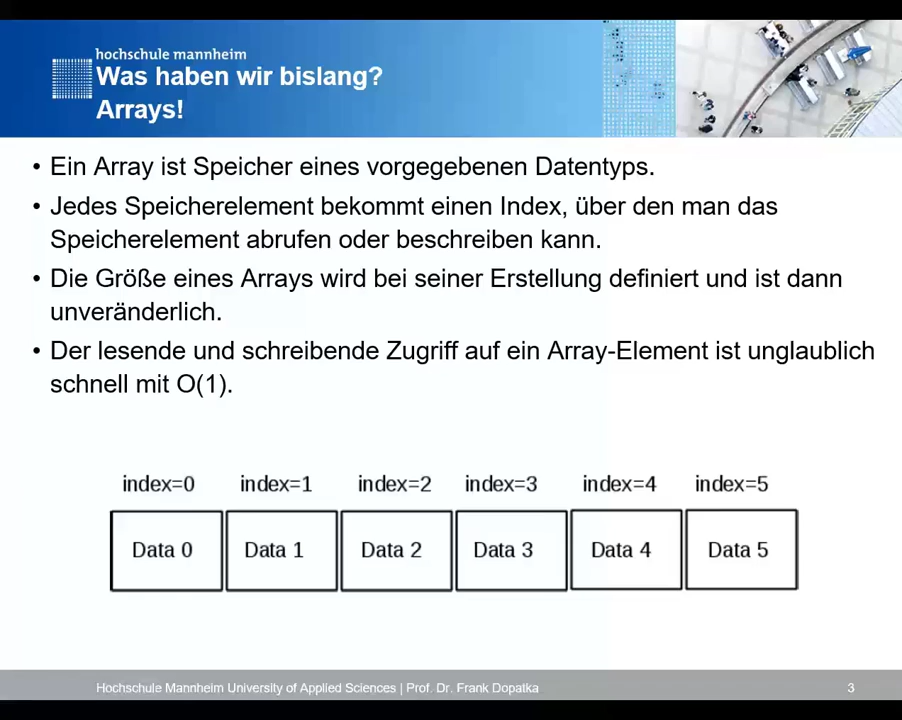 hochschule mannheim
Was haben wir bislang?
Arrays!
• Ein Array ist Speicher eines vorgegebenen Datentyps.
• Jedes Speicherelement bekommt einen Index, über den man das
Speicherelement abrufen oder beschreiben kann.
• Die Größe eines Arrays wird bei seiner Erstellung definiert und ist dann
unveränderlich.
• Der lesende und schreibende Zugriff auf ein Array-Element ist unglaublich
schnell mit O(1).
index=0 index=1 index=2 index=3 index=4 index=5
Data 0 Data 1 Data 2 Data 3 Data 4 Data 5
Hochschule Mannheim University of Applied Sciences | Prof. Dr. Frank Dopatka 3